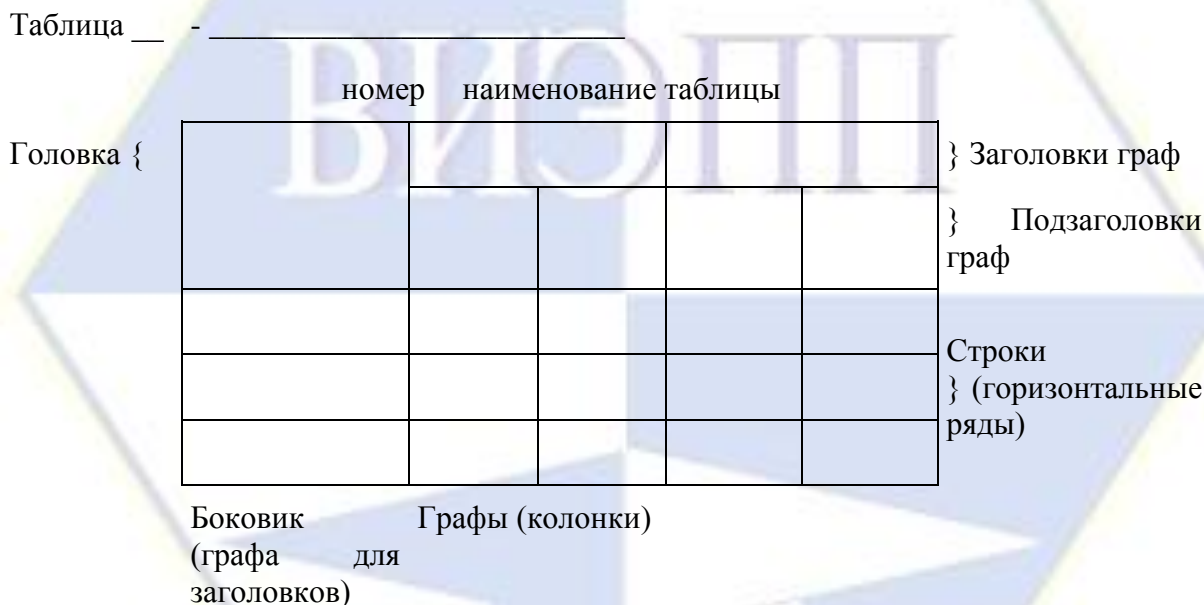 Таблица __ - __________________________
ВИЭПП
номер наименование таблицы
Головка {
} Заголовки граф
} Подзаголовки
граф
Строки
} (горизонтальные
ряды)
Боковик Графы (колонки)
(графа для
заголовков)